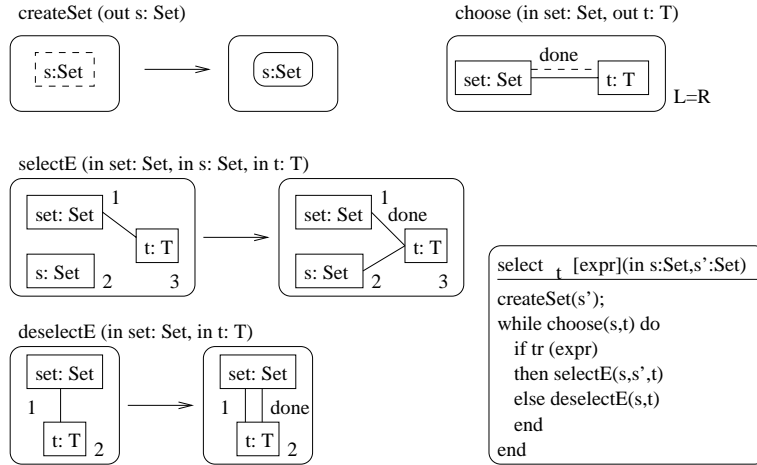 createSet (out s: Set)
s:Set
s:Set
choose (in set: Set, out t: T)
done
set: Set
t: T
L=R
selectE (in set: Set, in s: Set, in t: T)
set: Set
1
t: T
s: Set
2
3
set: Set
1
done
t: T
s: Set
2
3
deselectE (in set: Set, in t: T)
set: Set
1
t: T
2
set: Set
1
done
t: T
2
select t [expr](in s:Set,s':Set)
createSet(s');
while choose(s,t) do
if tr (expr)
then selectE(s,s',t)
else deselectE(s,t)
end
end